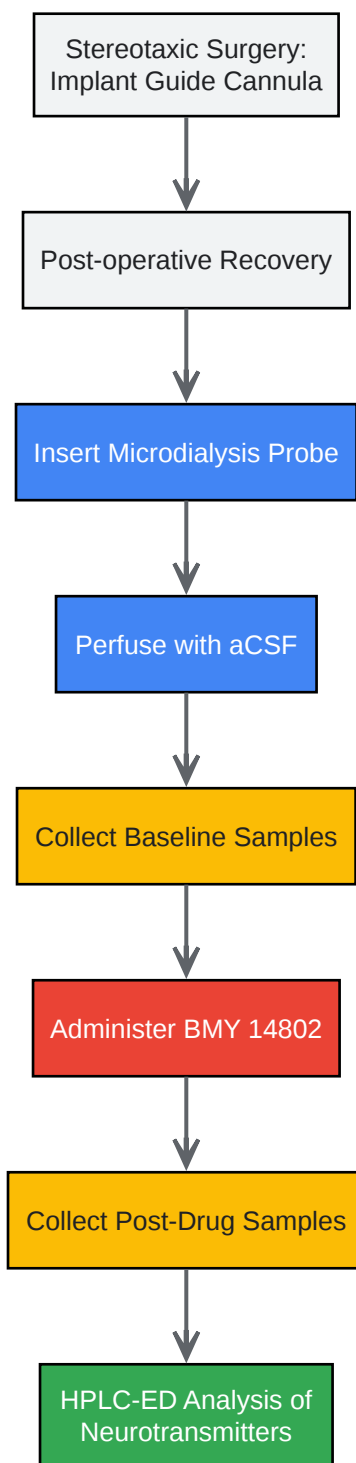 Stereotaxic Surgery:
Implant Guide Cannula
Post-operative Recovery
Insert Microdialysis Probe
Perfuse with aCSF
Collect Baseline Samples
Administer BMY 14802
Collect Post-Drug Samples
HPLC-ED Analysis of
Neurotransmitters